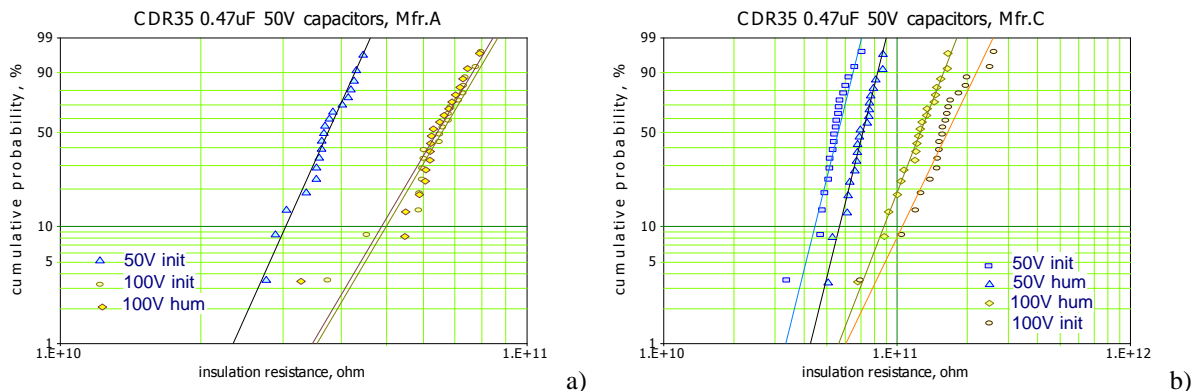 CDR35 0.47uF 50V capacitors, Mfr.A
99
90
50
10
5
1
cumulative probability, %
50V init
100V init
100V hum
1.E+10
1.E+11
insulation resistance, ohm
a)
CDR35 0.47uF 50V capacitors, Mfr.C
99
90
50
10
5
1
cumulative probability, %
50V init
50V hum
100V hum
100V init
1.E+10
1.E+11
1.E+12
insulation resistance, ohm
b)